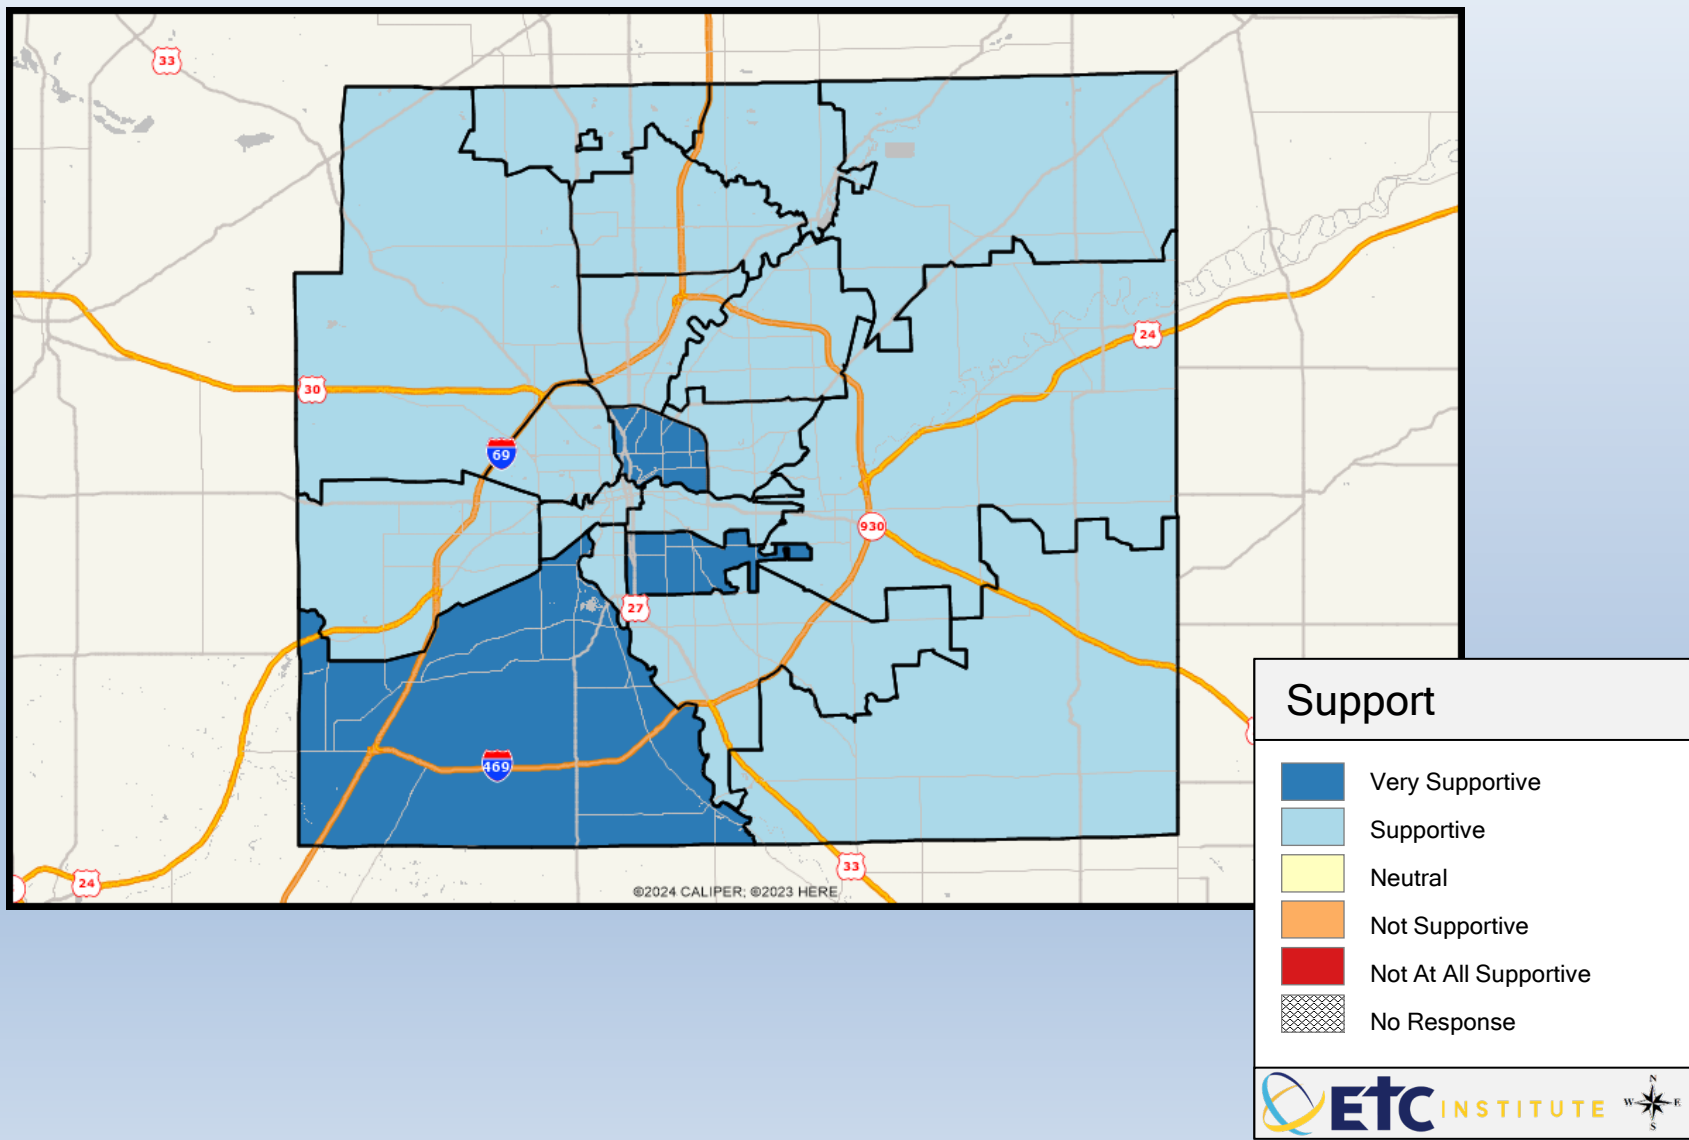 33
24
30
69
930
27
469
33
24
©2024 CALIPER; ©2023 HERE
Support
Very Supportive
Supportive
Neutral
Not Supportive
Not At All Supportive
No Response
ETC INSTITUTE
N
W E
S